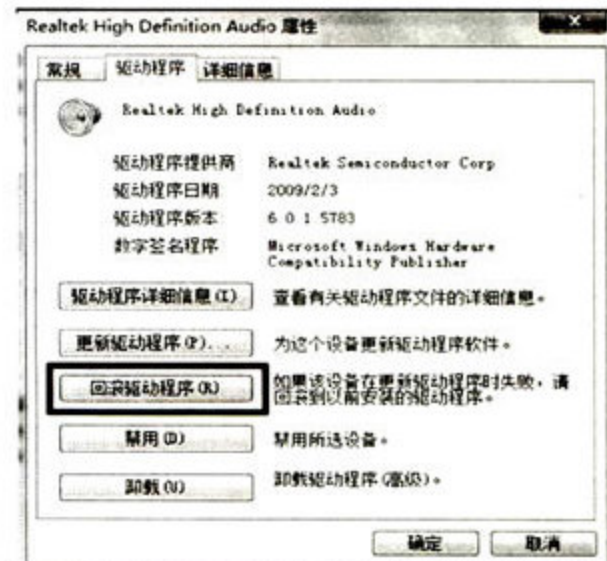 Realtek High Definition Audio 属性
常规 驱动程序 详细信息
Realtek High Definition Audio
驱动程序提供商 Realtek Semiconductor Corp
驱动程序日期 2009/2/3
驱动程序版本 6 0 1 5783
数字签名程序 Microsoft Windows Hardware
Compatibility Publisher
驱动程序详细信息(I) 查看有关驱动程序文件的详细信息。
更新驱动程序(P)... 为这个设备更新驱动程序软件。
回滚驱动程序(R) 如果该设备在更新驱动程序时失败,请
回滚到以前安装的驱动程序。
禁用(D) 禁用所选设备。
卸载(U) 卸载驱动程序(高级)。
确定 取消